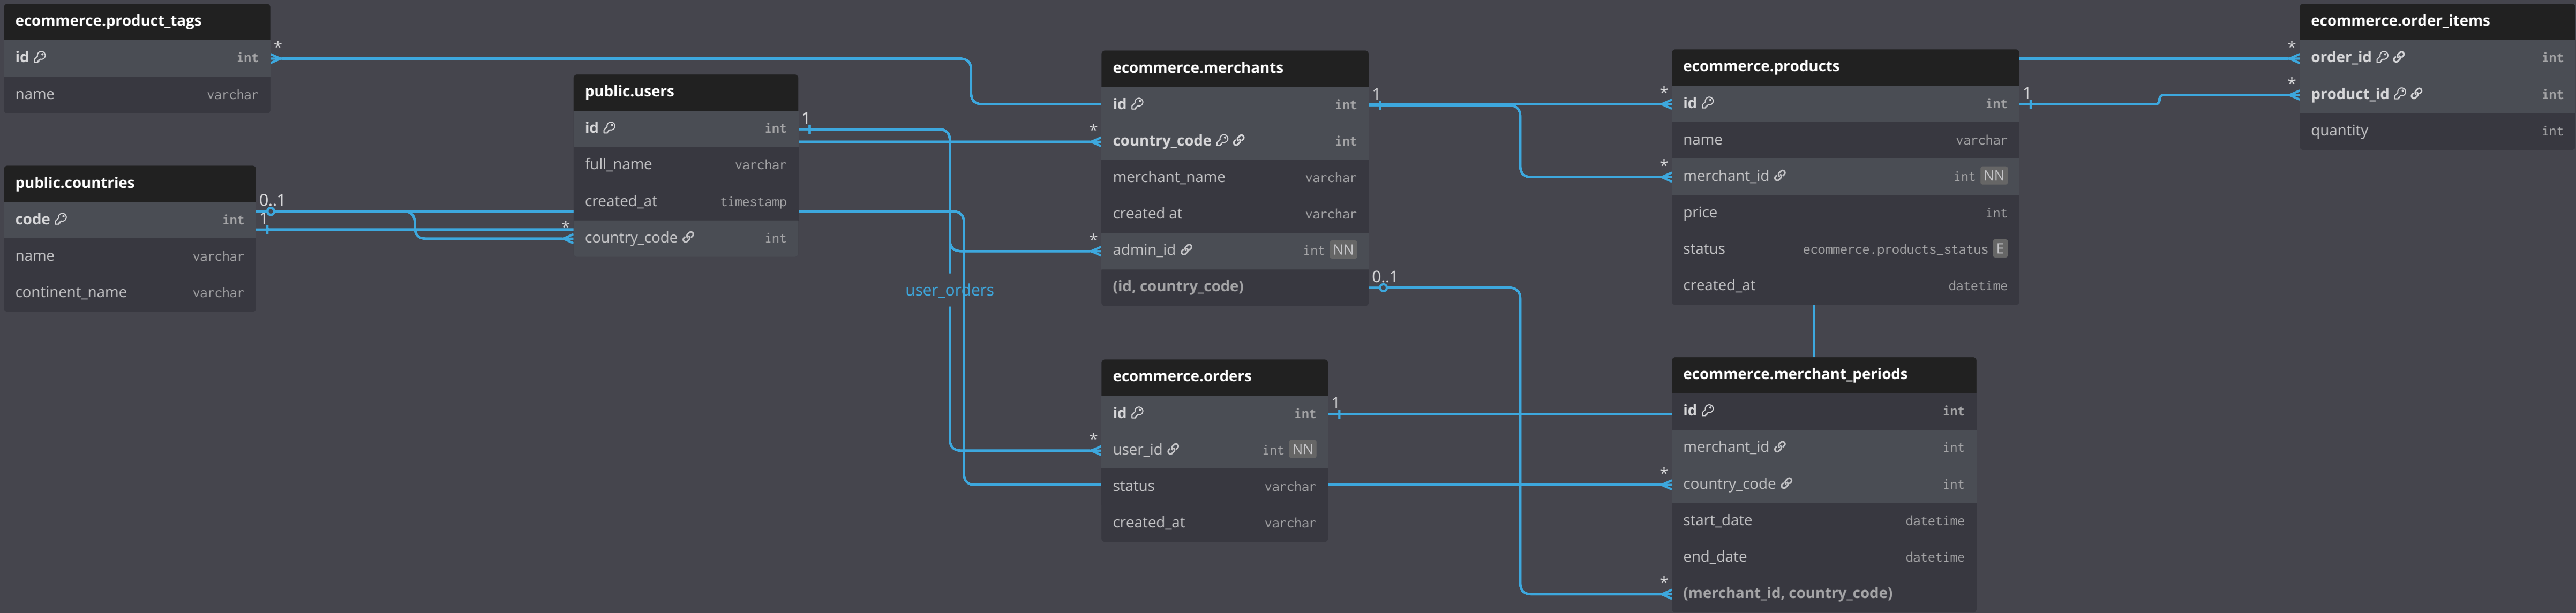 ecommerce.product_tags
id int
name varchar
public.countries
code int
name varchar
continent_name varchar
public.users
id int
full_name varchar
created_at timestamp
country_code int
ecommerce.merchants
id int
country_code int
merchant_name varchar
created at varchar
admin_id int NN
(id, country_code)
ecommerce.orders
id int
user_id int NN
status varchar
created_at varchar
ecommerce.products
id int
name varchar
merchant_id int NN
price int
status ecommerce.products_status E
created_at datetime
ecommerce.merchant_periods
id int
merchant_id int
country_code int
start_date datetime
end_date datetime
(merchant_id, country_code)
ecommerce.order_items
order_id int
product_id int
quantity int
user_orders
*
0..1
1
*
1
*
*
*
1
0..1
1
*
*
*
*
1
*
*